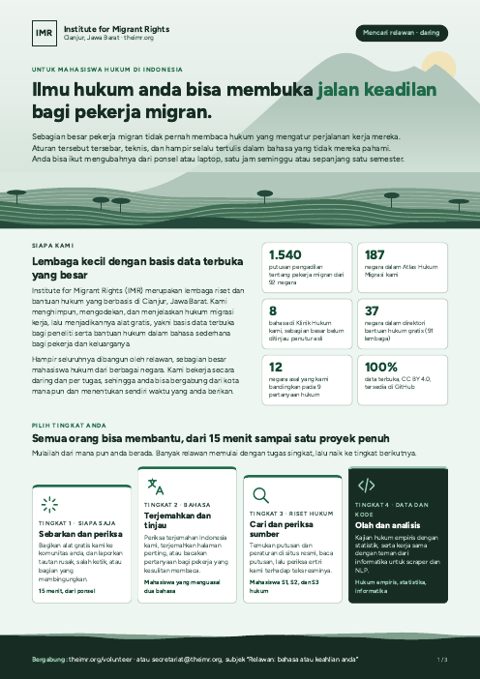 IMR
Institute for Migrant Rights
Cianjur, Jawa Barat · theimr.org
Mencari relawan · daring
UNTUK MAHASISWA HUKUM DI INDONESIA
Ilmu hukum anda bisa membuka jalan keadilan
bagi pekerja migran.
Sebagian besar pekerja migran tidak pernah membaca hukum yang mengatur perjalanan kerja mereka.
Aturan tersebut tersebar, teknis, dan hampir selalu tertulis dalam bahasa yang tidak mereka pahami.
Anda bisa ikut mengubahnya dari ponsel atau laptop, satu jam seminggu atau sepanjang satu semester.
SIAPA KAMI
Lembaga kecil dengan basis data terbuka
yang besar
Institute for Migrant Rights (IMR) merupakan lembaga riset dan
bantuan hukum yang berbasis di Cianjur, Jawa Barat. Kami
menghimpun, mengodekan, dan menjelaskan hukum migrasi
kerja, lalu menjadikannya alat gratis, yakni basis data terbuka
bagi peneliti serta bantuan hukum dalam bahasa sederhana
bagi pekerja dan keluarganya.
Hampir seluruhnya dibangun oleh relawan, sebagian besar
mahasiswa hukum dari berbagai negara. Kami bekerja secara
daring dan per tugas, sehingga anda bisa bergabung dari kota
mana pun dan menentukan sendiri waktu yang anda berikan.
1.540
putusan pengadilan
tentang pekerja migran dari
92 negara
187
negara dalam Atlas Hukum
Migrasi kami
8
bahasa di Klinik Hukum
kami, sebagian besar belum
ditinjau penutur asli
37
negara dalam direktori
bantuan hukum gratis (91
lembaga)
12
negara asal yang kami
bandingkan pada 9
pertanyaan hukum
100%
data terbuka, CC BY 4.0,
tersedia di GitHub
PILIH TINGKAT ANDA
Semua orang bisa membantu, dari 15 menit sampai satu proyek penuh
Mulailah dari mana pun anda berada. Banyak relawan memulai dengan tugas singkat, lalu naik ke tingkat berikutnya.
TINGKAT 1 · SIAPA SAJA
Sebarkan dan periksa
Bagikan alat gratis kami ke
komunitas anda, dan laporkan
tautan rusak, salah ketik, atau
bagian yang
membingungkan.
15 menit, dari ponsel
TINGKAT 2 · BAHASA
Terjemahkan dan
tinjau
Periksa terjemahan Indonesia
kami, terjemahkan halaman
penting, atau bacakan
pertanyaan bagi pekerja yang
kesulitan membaca.
Mahasiswa yang menguasai
dua bahasa
TINGKAT 3 · RISET HUKUM
Cari dan periksa
sumber
Temukan putusan dan
peraturan di situs resmi, baca
putusan, lalu periksa entri
kami terhadap teks resminya.
Mahasiswa S1, S2, dan S3
hukum
TINGKAT 4 · DATA DAN
KODE
Olah dan analisis
Kajian hukum empiris dengan
statistik, serta kerja sama
dengan teman dari
informatika untuk scraper dan
NLP.
Hukum empiris, statistika,
informatika
Bergabung: theimr.org/volunteer · atau secretariat@theimr.org, subjek "Relawan: bahasa atau keahlian anda"
1 / 3